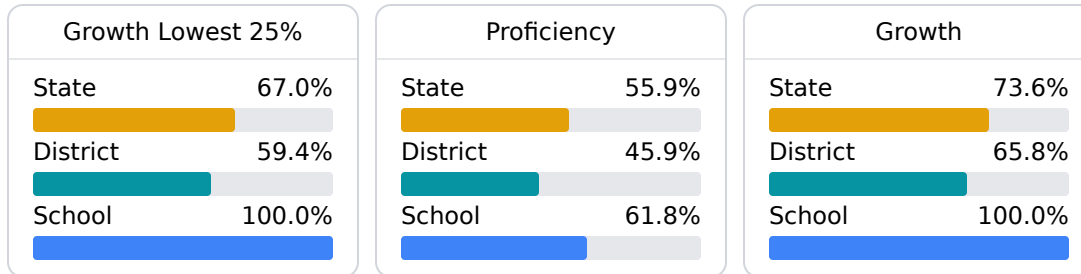 Growth Lowest 25%
State 67.0%
District 59.4%
School 100.0%
Proficiency
State 55.9%
District 45.9%
School 61.8%
Growth
State 73.6%
District 65.8%
School 100.0%